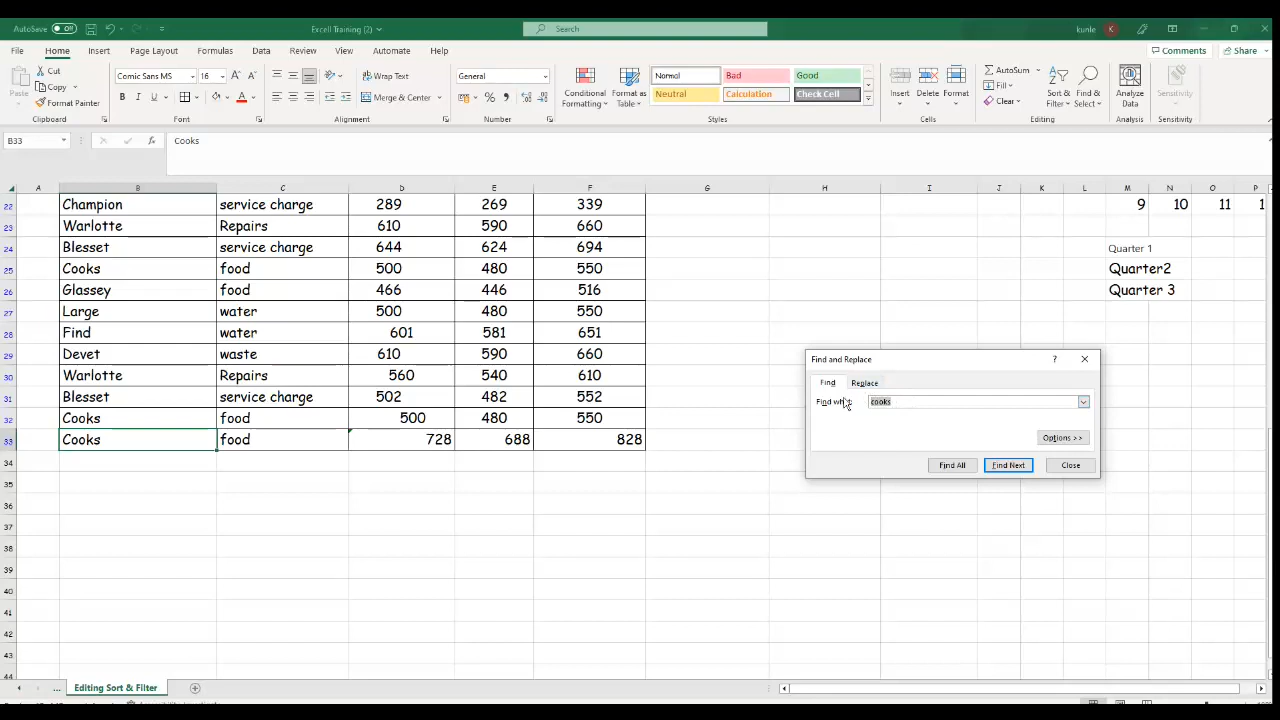 AutoSave Off Excell Training (2) Search kunle K
File Home Insert Page Layout Formulas Data Review View Automate Help Comments Share
Paste Cut Copy Format Painter Clipboard
Comic Sans MS 16 A A B I U A Font
Wrap Text Merge & Center Alignment
General Number
Conditional Formatting Format as Table Normal Bad Good Neutral Calculation Check Cell Styles
Insert Delete Format Cells
AutoSum Fill Clear Sort & Filter Find & Select Editing
Analyze Data Analysis Sensitivity Sensitivity
B33 fx Cooks
A B C D E F G H I J K L M N O P
22 Champion service charge 289 269 339 9 10 11 1
23 Warlotte Repairs 610 590 660
24 Blesset service charge 644 624 694 Quarter 1
25 Cooks food 500 480 550 Quarter2
26 Glassey food 466 446 516 Quarter 3
27 Large water 500 480 550
28 Find water 601 581 651
29 Devet waste 610 590 660
30 Warlotte Repairs 560 540 610
31 Blesset service charge 502 482 552
32 Cooks food 500 480 550
33 Cooks food 728 688 828
34
35
36
37
38
39
40
41
42
43
44
Find and Replace ?
Find Replace
Find what: cooks
Options >>
Find All Find Next Close
... Editing Sort & Filter